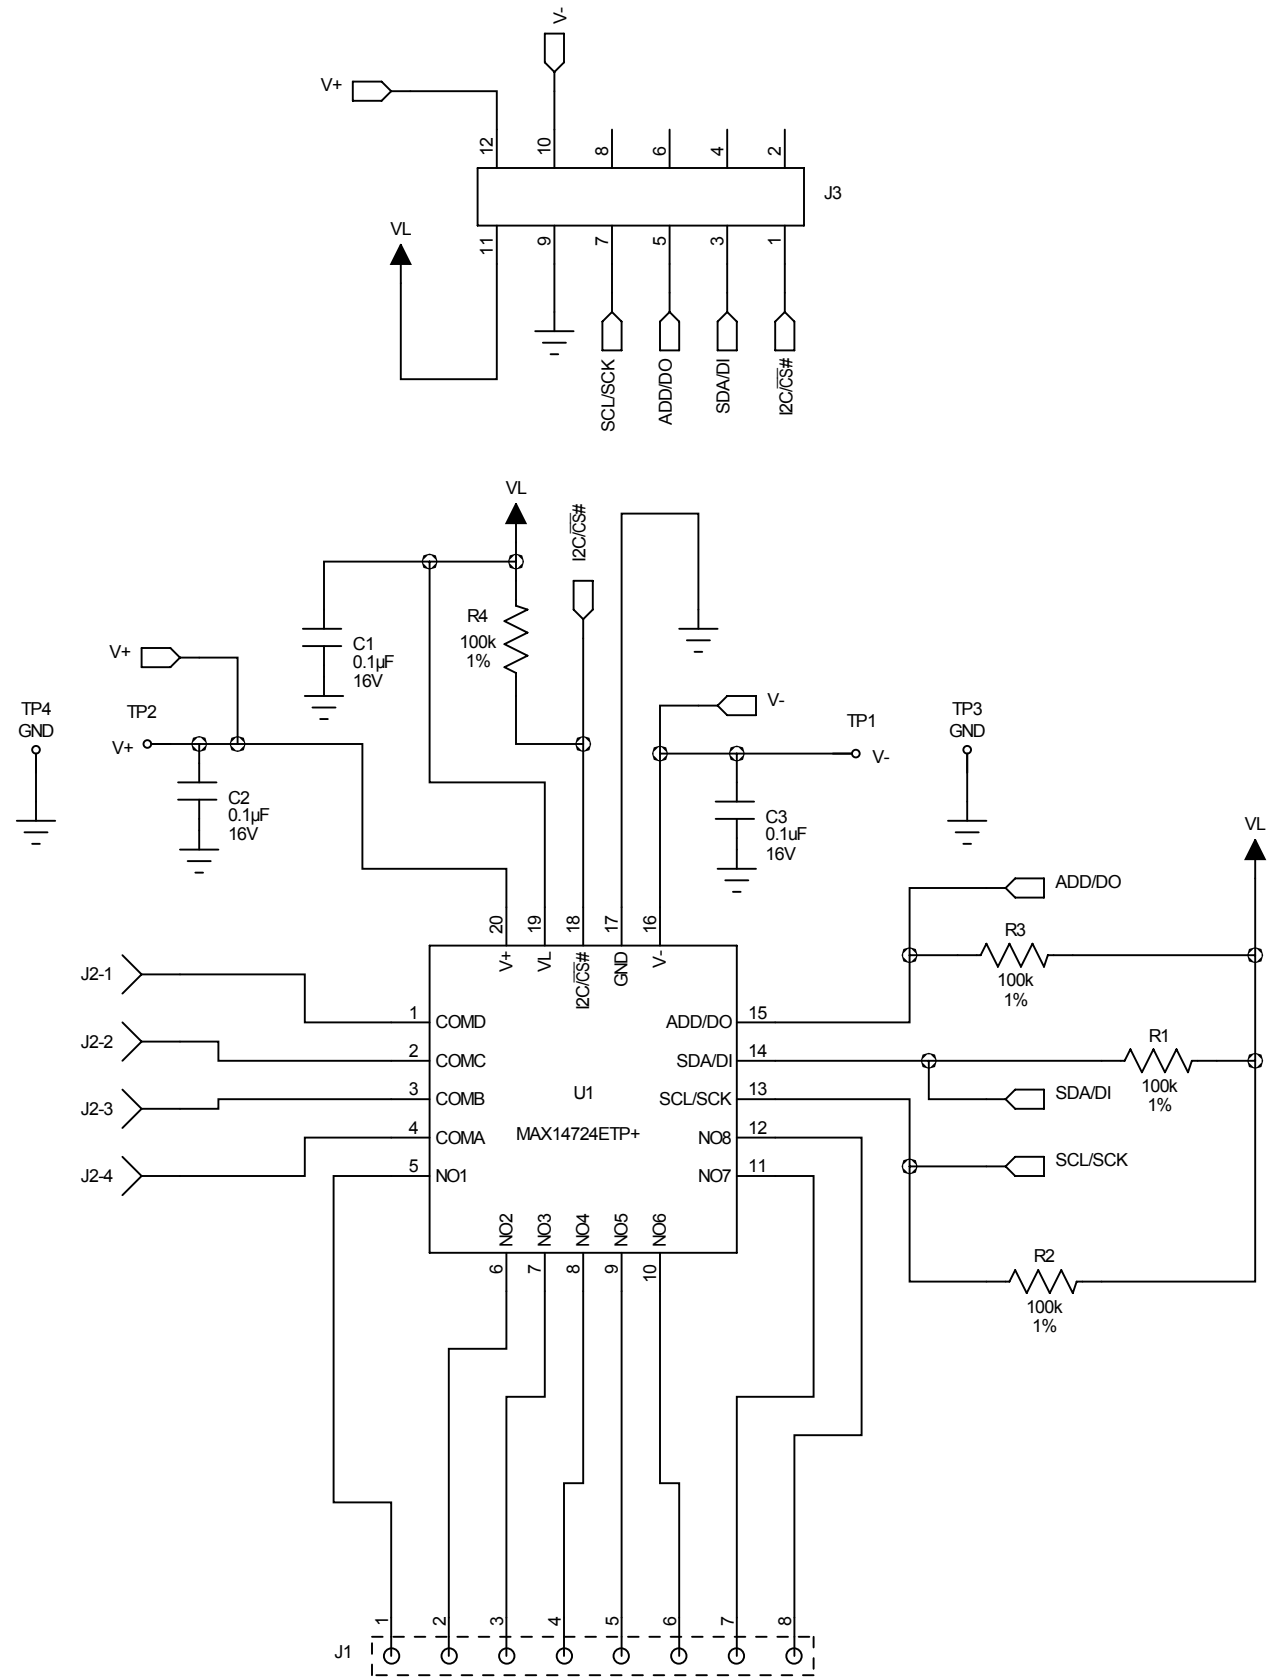 V-
V+
12
10
8
6
4
2
J3
VL
11
9
7
5
3
1
SCL/SCK
ADD/DO
SDA/DI
I2C/CS#
VL
I2C/CS#
R4
100k
1%
C1
0.1µF
16V
V+
V-
TP4
GND
TP2
V+
TP1
V-
TP3
GND
C2
0.1µF
16V
C3
0.1uF
16V
VL
ADD/DO
R3
100k
1%
20
19
18
17
16
V+
VL
I2C/CS#
GND
V-
J2-1
1
COMD
ADD/DO
15
J2-2
2
COMC
SDA/DI
14
R1
100k
1%
J2-3
3
COMB
U1
SCL/SCK
13
SDA/DI
4
COMA
MAX14724ETP+
NO8
12
J2-4
5
NO1
NO7
11
SCL/SCK
NO2
NO3
NO4
NO5
NO6
6
7
8
9
10
R2
100k
1%
1
2
3
4
5
6
7
8
J1